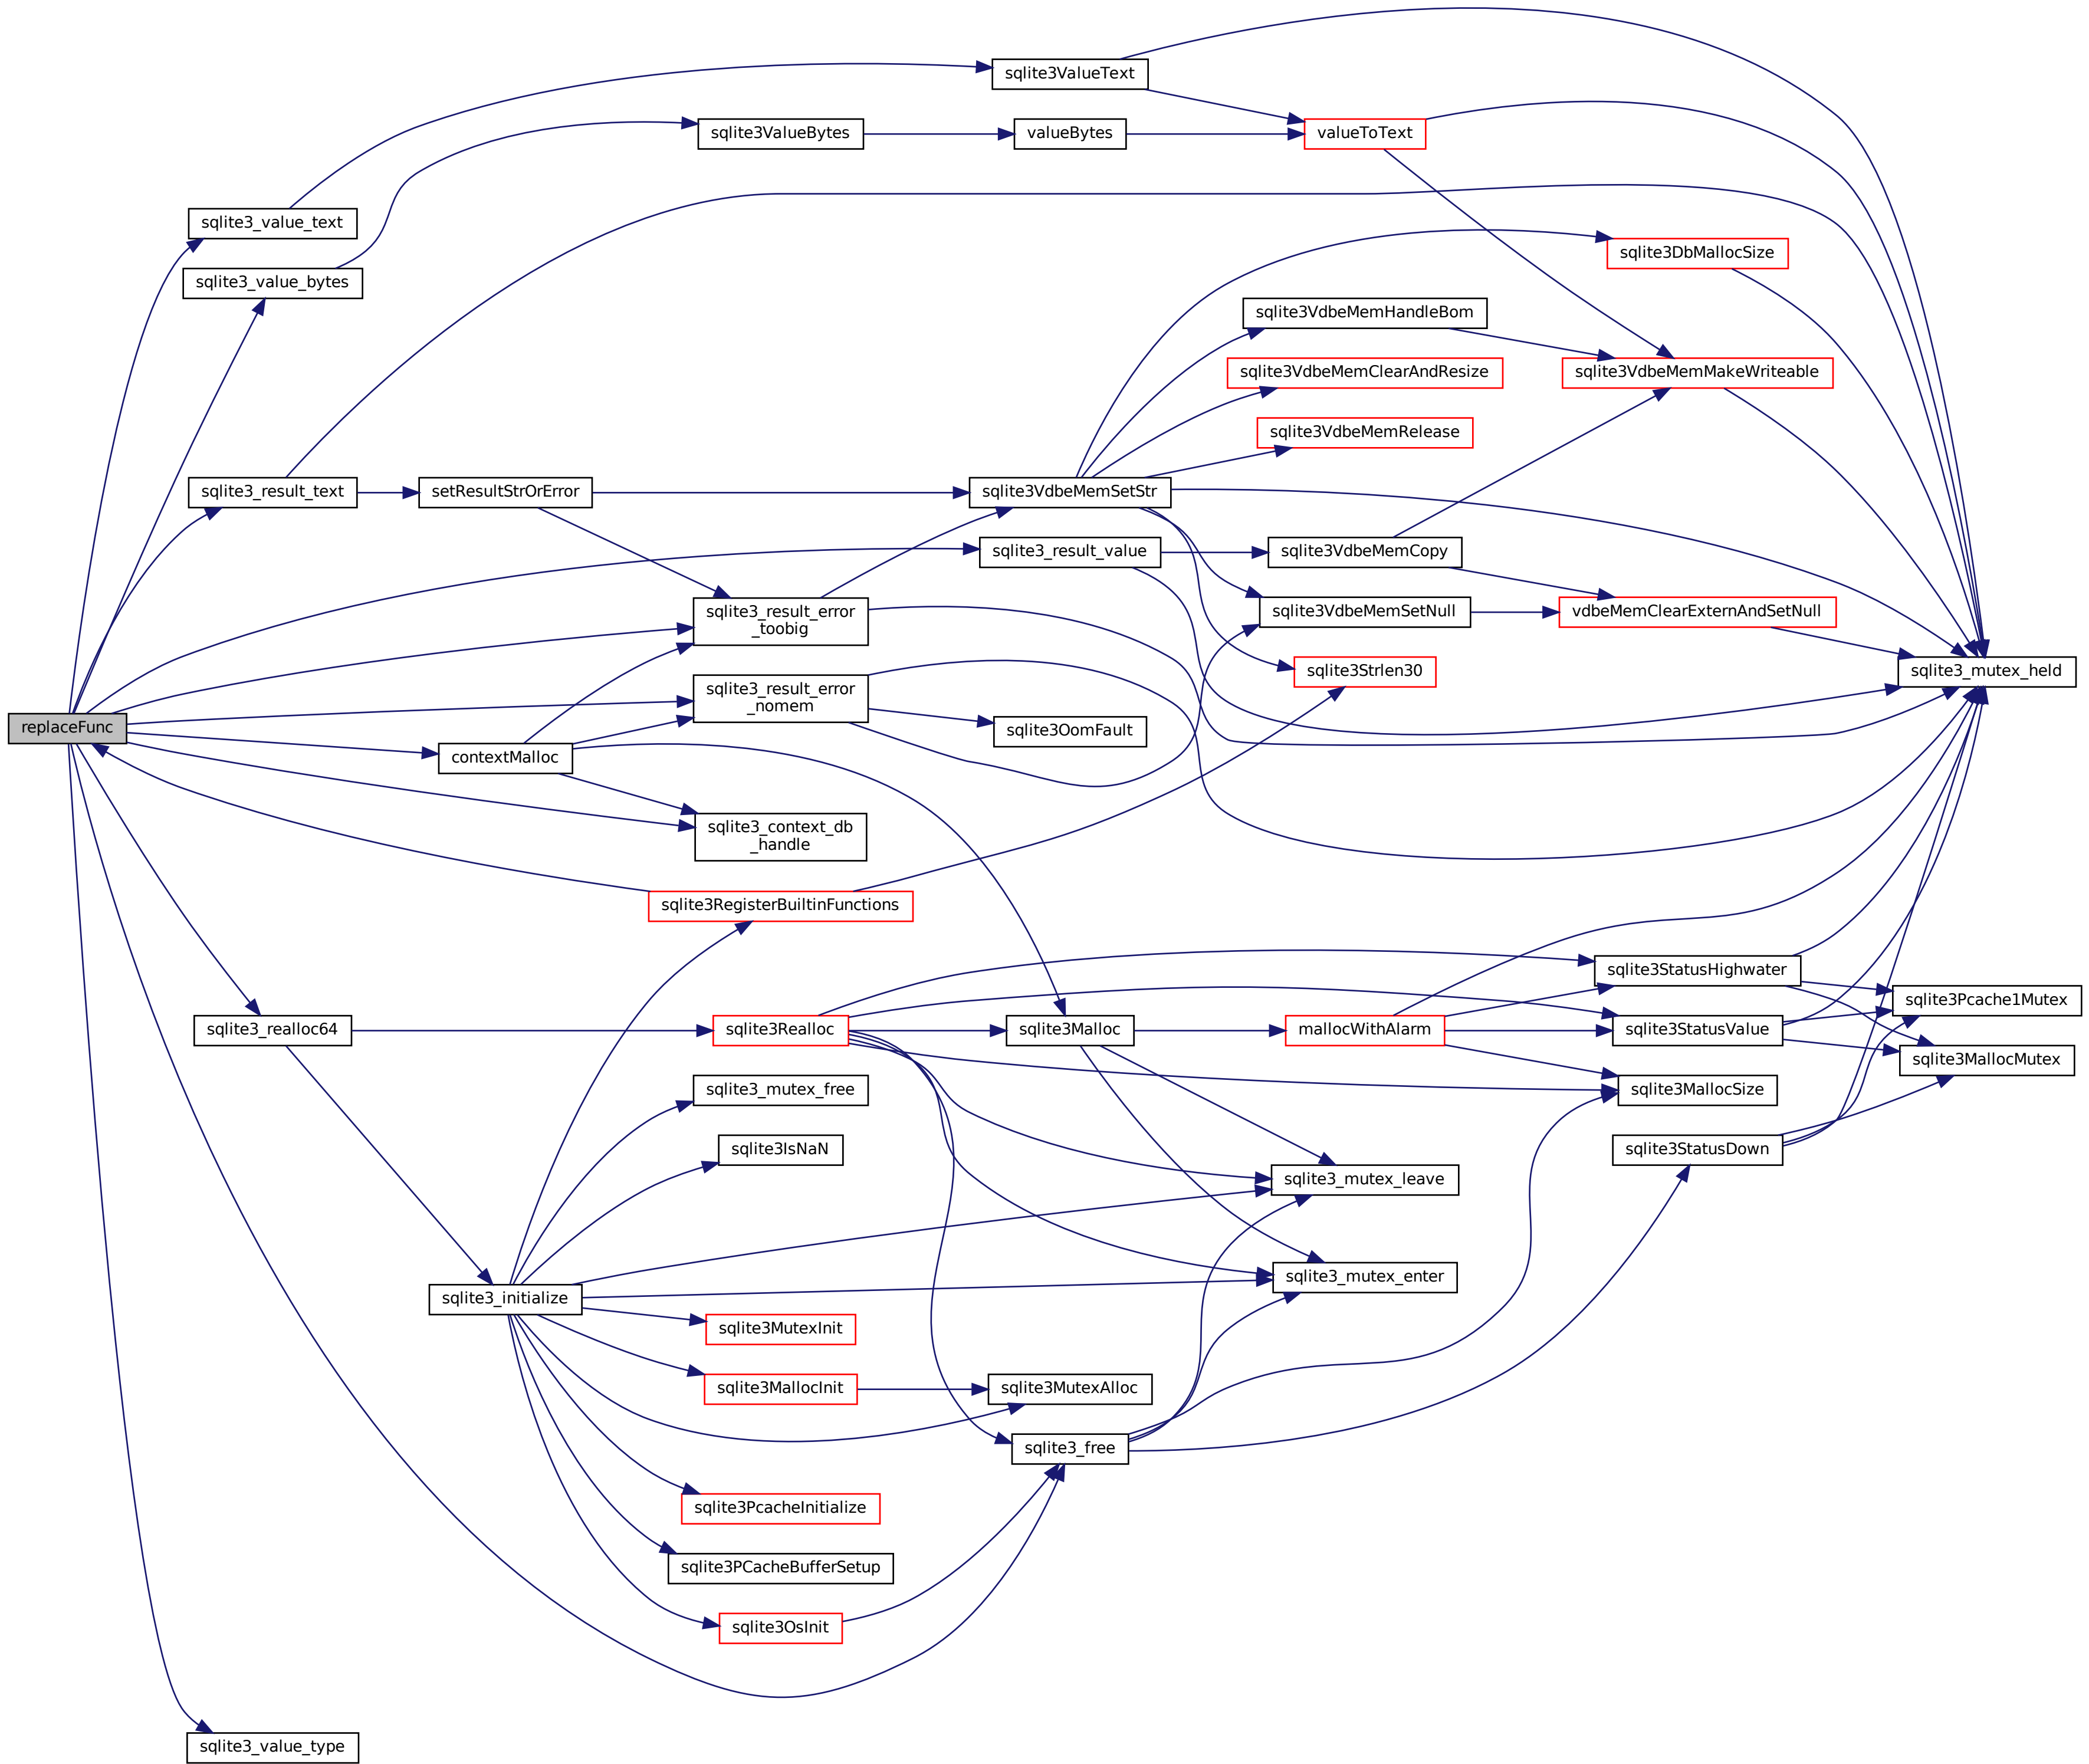 sqlite3ValueText
sqlite3ValueBytes
valueBytes
valueToText
sqlite3_value_text
sqlite3DbMallocSize
sqlite3_value_bytes
sqlite3VdbeMemHandleBom
sqlite3VdbeMemClearAndResize
sqlite3VdbeMemMakeWriteable
sqlite3VdbeMemRelease
sqlite3_result_text
setResultStrOrError
sqlite3VdbeMemSetStr
sqlite3_result_value
sqlite3VdbeMemCopy
sqlite3_result_error
_toobig
sqlite3VdbeMemSetNull
vdbeMemClearExternAndSetNull
sqlite3Strlen30
sqlite3_mutex_held
sqlite3_result_error
_nomem
replaceFunc
sqlite3OomFault
contextMalloc
sqlite3_context_db
_handle
sqlite3RegisterBuiltinFunctions
sqlite3StatusHighwater
sqlite3Pcache1Mutex
sqlite3_realloc64
sqlite3Realloc
sqlite3Malloc
mallocWithAlarm
sqlite3StatusValue
sqlite3MallocMutex
sqlite3_mutex_free
sqlite3MallocSize
sqlite3IsNaN
sqlite3StatusDown
sqlite3_mutex_leave
sqlite3_mutex_enter
sqlite3_initialize
sqlite3MutexInit
sqlite3MallocInit
sqlite3MutexAlloc
sqlite3_free
sqlite3PcacheInitialize
sqlite3PCacheBufferSetup
sqlite3OsInit
sqlite3_value_type